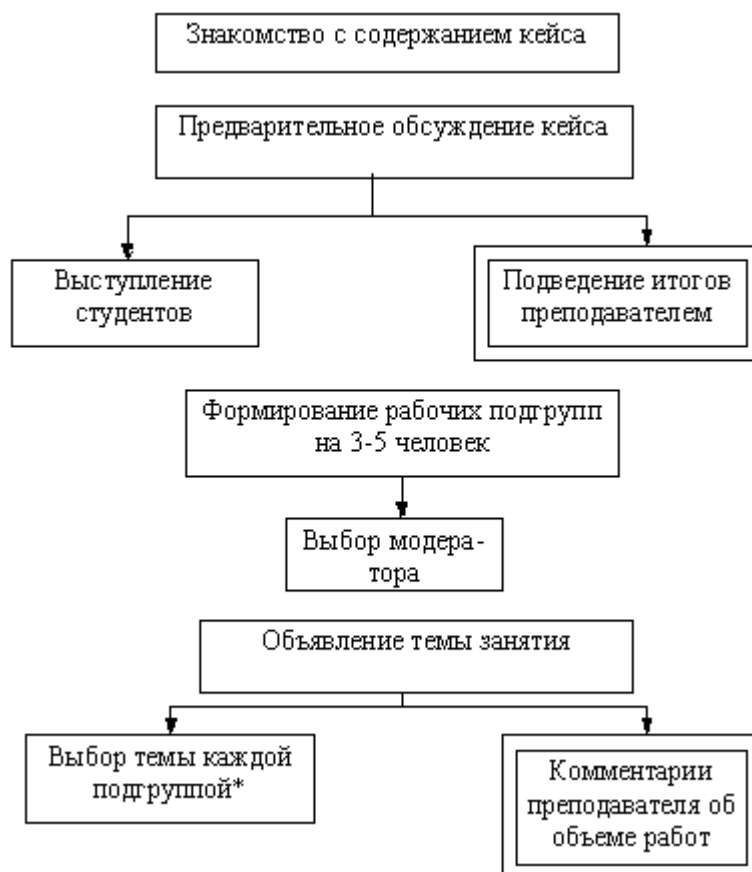 Знакомство с содержанием кейса
Предварительное обсуждение кейса
Выступление
студентов
Подведение итогов
преподавателем
Формирование рабочих подгрупп
на 3-5 человек
Выбор модера-
тора
Объявление темы занятия
Выбор темы каждой
подгруппой*
Комментарии
преподавателя об
объеме работ